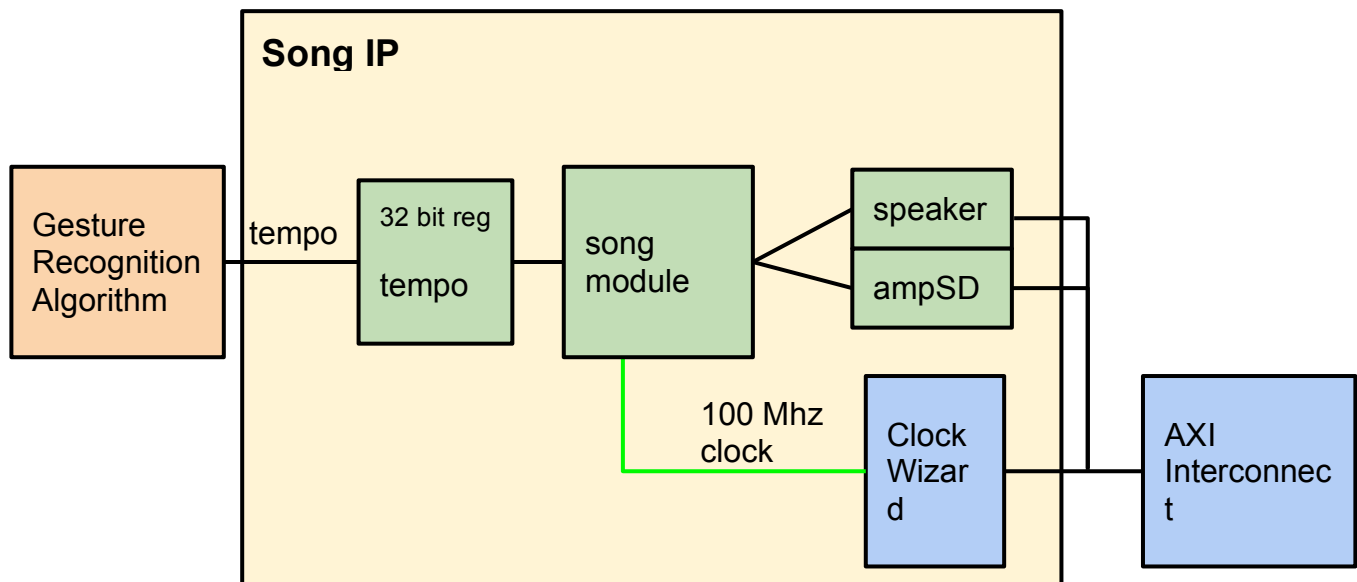 Song IP
Gesture
Recognition
Algorithm
tempo
32 bit reg
tempo
song
module
speaker
ampSD
100 Mhz
clock
Clock
Wizar
d
AXI
Interconnec
t